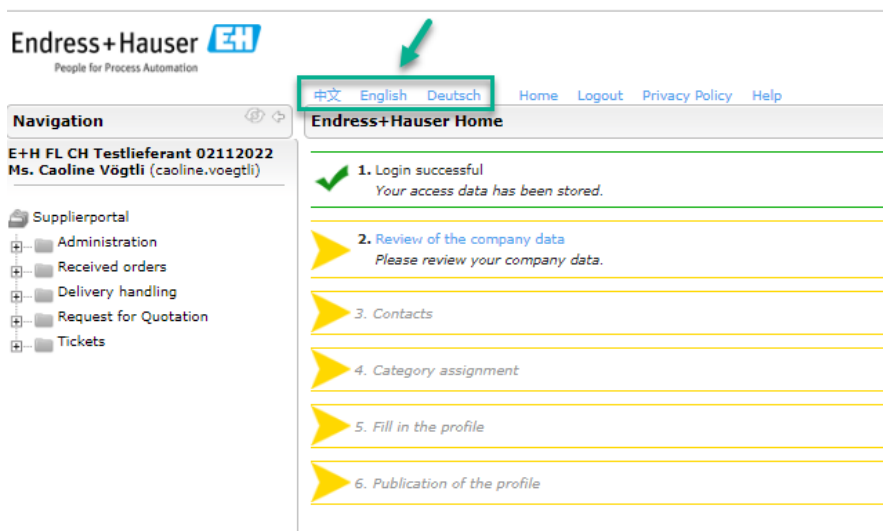 Endress+Hauser EH
People for Process Automation
中文 English Deutsch Home Logout Privacy Policy Help
Navigation
Endress+Hauser Home
E+H FL CH Testlieferant 02112022
Ms. Caoline Vögtli (caoline.voegtli)
Supplierportal
Administration
Received orders
Delivery handling
Request for Quotation
Tickets
1. Login successful
Your access data has been stored.
2. Review of the company data
Please review your company data.
3. Contacts
4. Category assignment
5. Fill in the profile
6. Publication of the profile